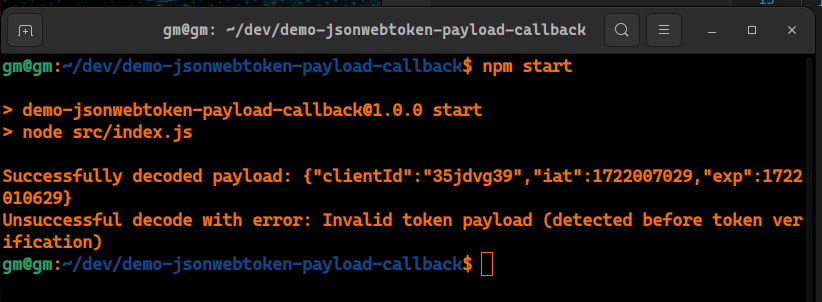 15
gm@gm: ~/dev/demo-jsonwebtoken-payload-callback
gm@gm:~/dev/demo-jsonwebtoken-payload-callback$ npm start
> demo-jsonwebtoken-payload-callback@1.0.0 start
> node src/index.js
Successfully decoded payload: {"clientId":"35jdvg39","iat":1722007029,"exp":1722
010629}
Unsuccessful decode with error: Invalid token payload (detected before token ver
ification)
gm@gm:~/dev/demo-jsonwebtoken-payload-callback$